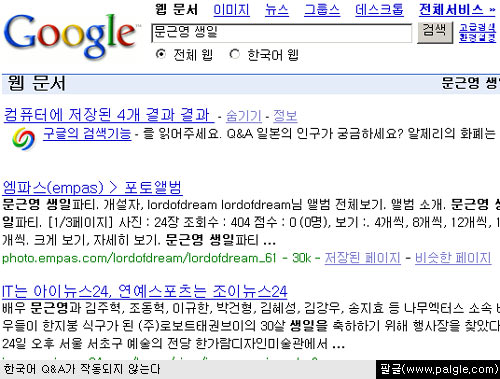 Google™
웹 문서 이미지 뉴스 그룹스 데스크톱 전체서비스 »
문근영 생일 검색 고급검색
환경설정
전체 웹 한국어 웹
웹 문서 문근영 생일
컴퓨터에 저장된 4개 결과 결과 - 숨기기 - 정보
구글의 검색기능 - 를 읽어주세요. Q&A 일본의 인구가 궁금하세요? 알제리의 화폐는
엠파스(empas) > 포토앨범
문근영 생일파티. 개설자, lordofdream lordofdream님 앨범 전체보기. 앨범 소개. 문근영 생
일파티. [1/3페이지] 사진 : 24장 조회수 : 404 점수 : 0 (0명), 보기 :. 4개씩, 8개씩, 12개씩, 1
개씩. 크게 보기, 자세히 보기. 문근영 생일파티 ...
photo.empas.com/lordofdream/lordofdream_61 - 30k - 저장된 페이지 - 비슷한 페이지
IT는 아이뉴스24, 연예스포츠는 조이뉴스24
배우 문근영과 김주혁, 조동혁, 이규한, 박건형, 김혜성, 김강우, 송지효 등 나무엑터스 소속 배
우들이 한지붕 식구가 된 (주)로보트태권브이의 30살 생일을 축하하기 위해 행사장을 찾았다
24일 오후 서울 서초구 예술의 전당 한가람디자인미술관에서 ...
한국어 Q&A가 작동되지 않는다 팔글(www.palgle.com)